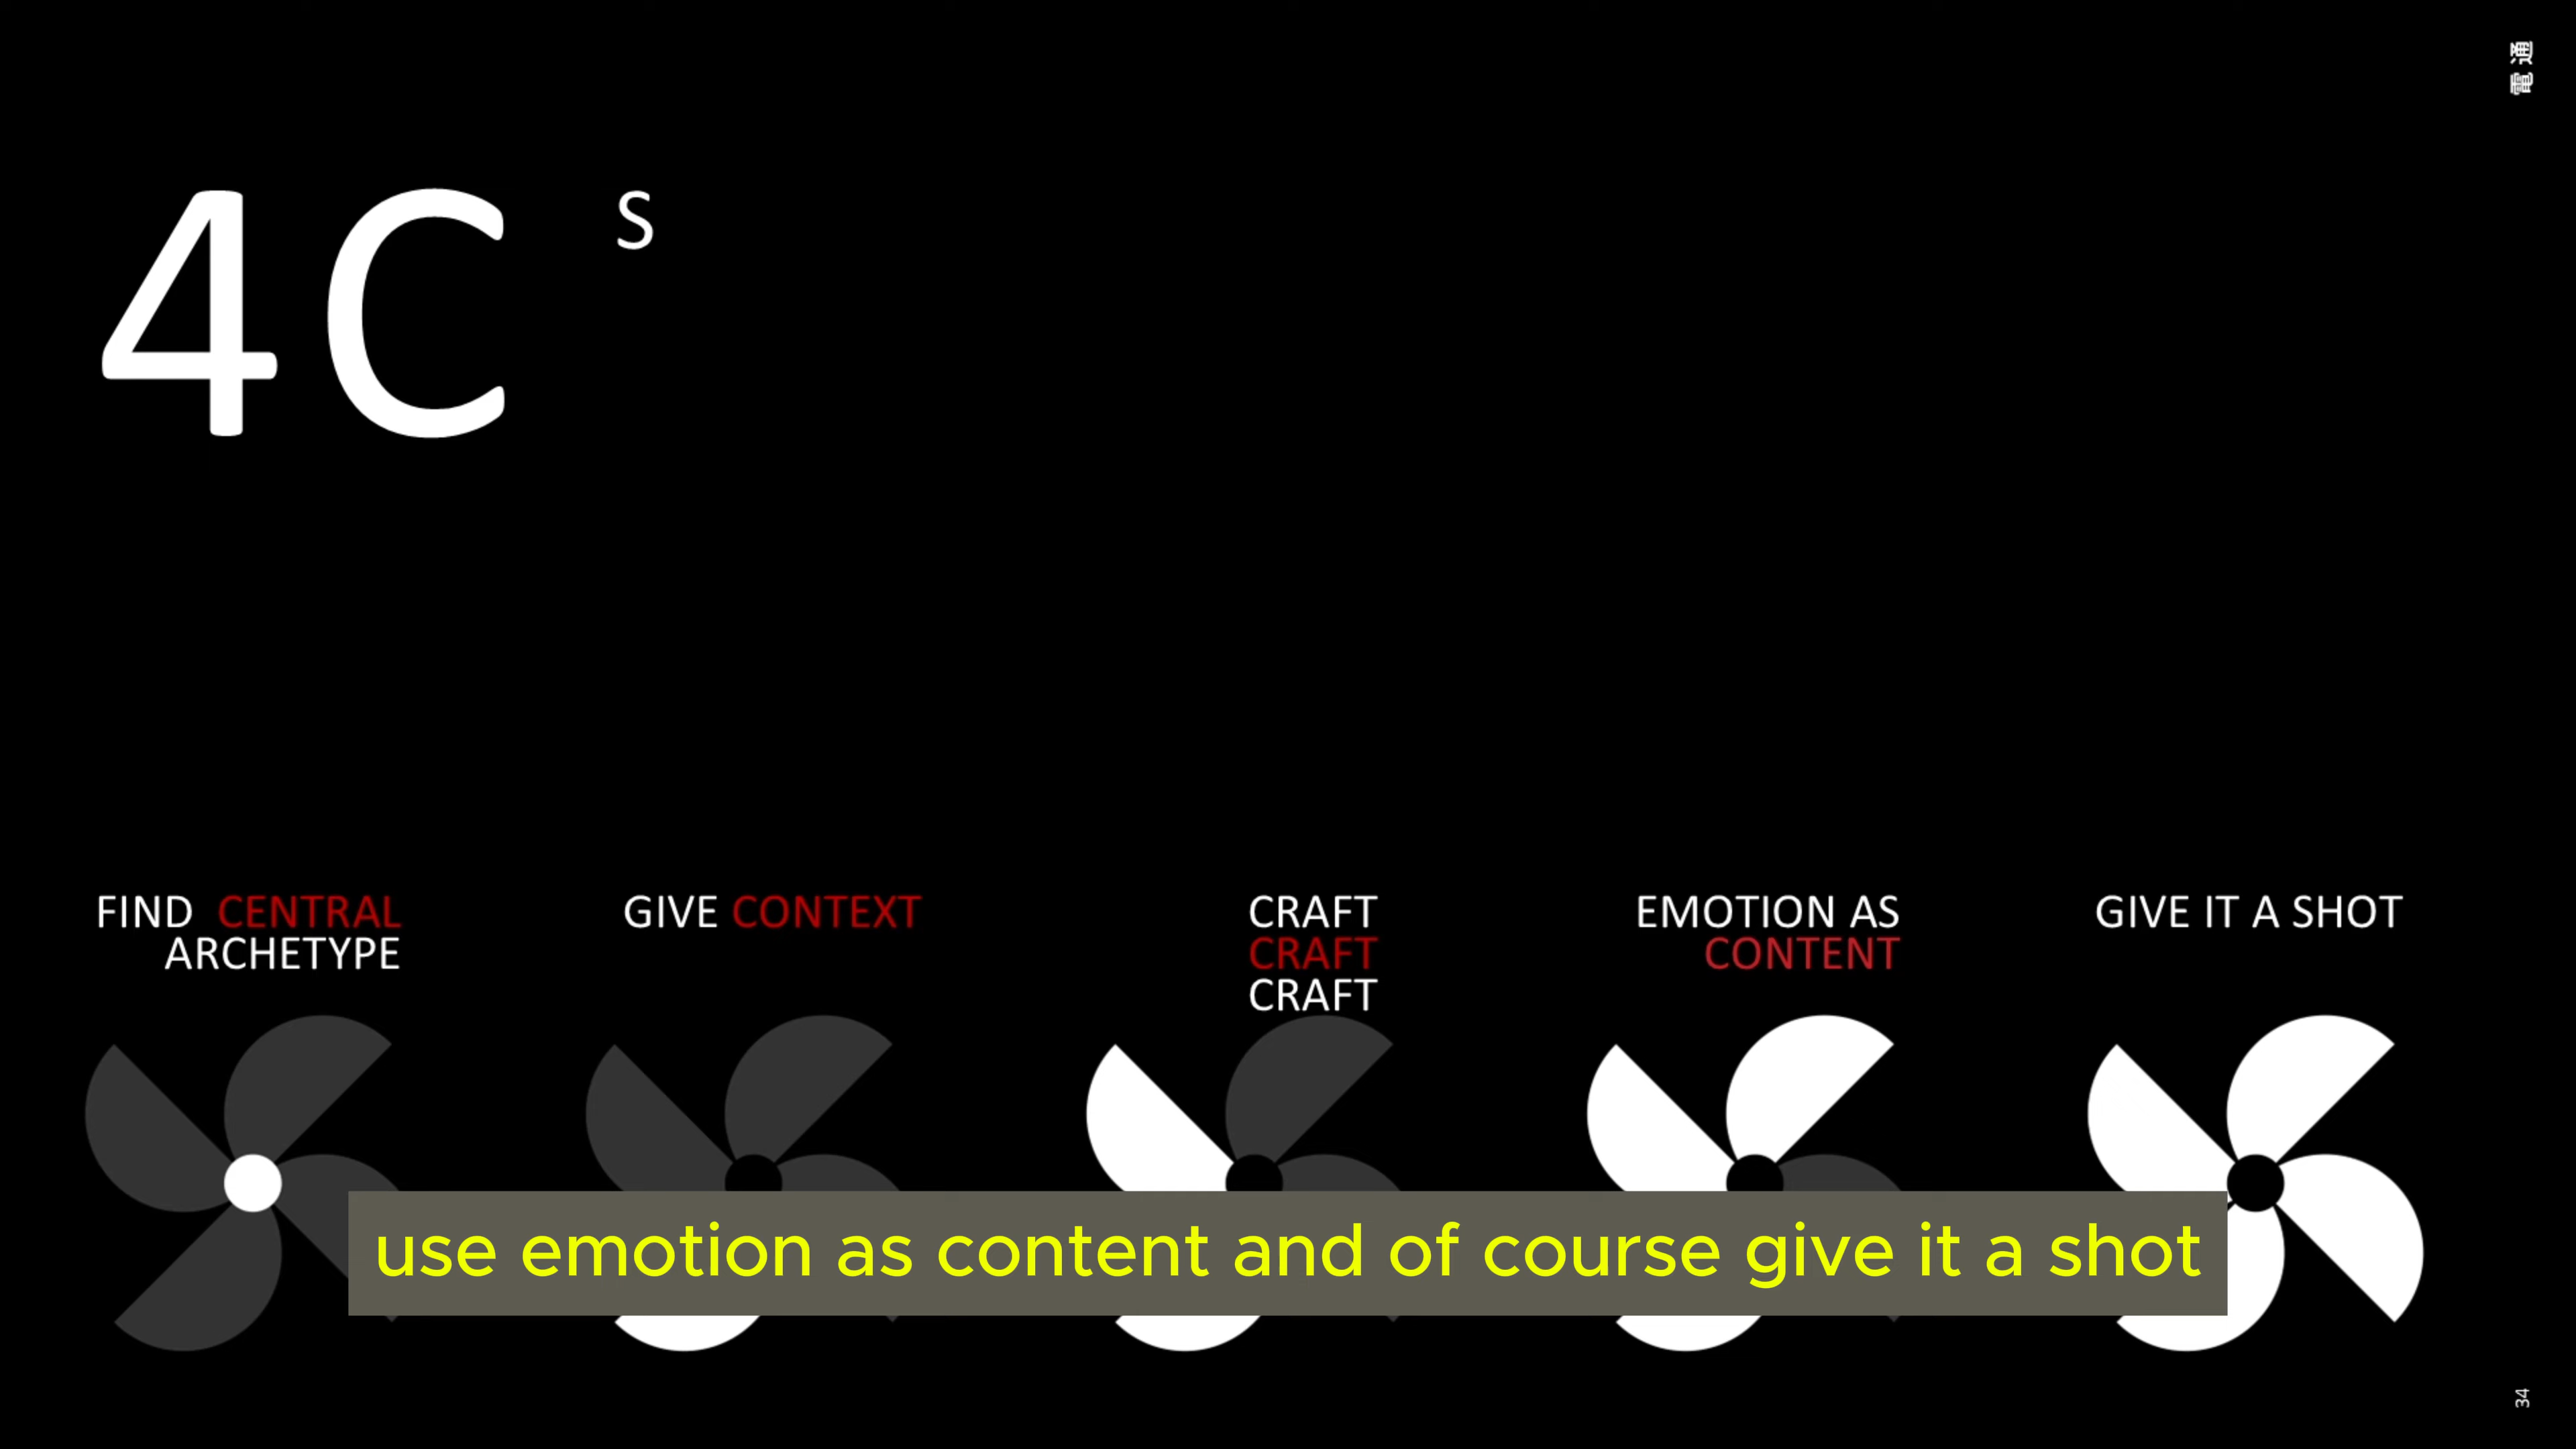 電通
4C s
FIND CENTRAL
ARCHETYPE
GIVE CONTEXT
CRAFT
CRAFT
CRAFT
EMOTION AS
CONTENT
GIVE IT A SHOT
use emotion as content and of course give it a shot
34